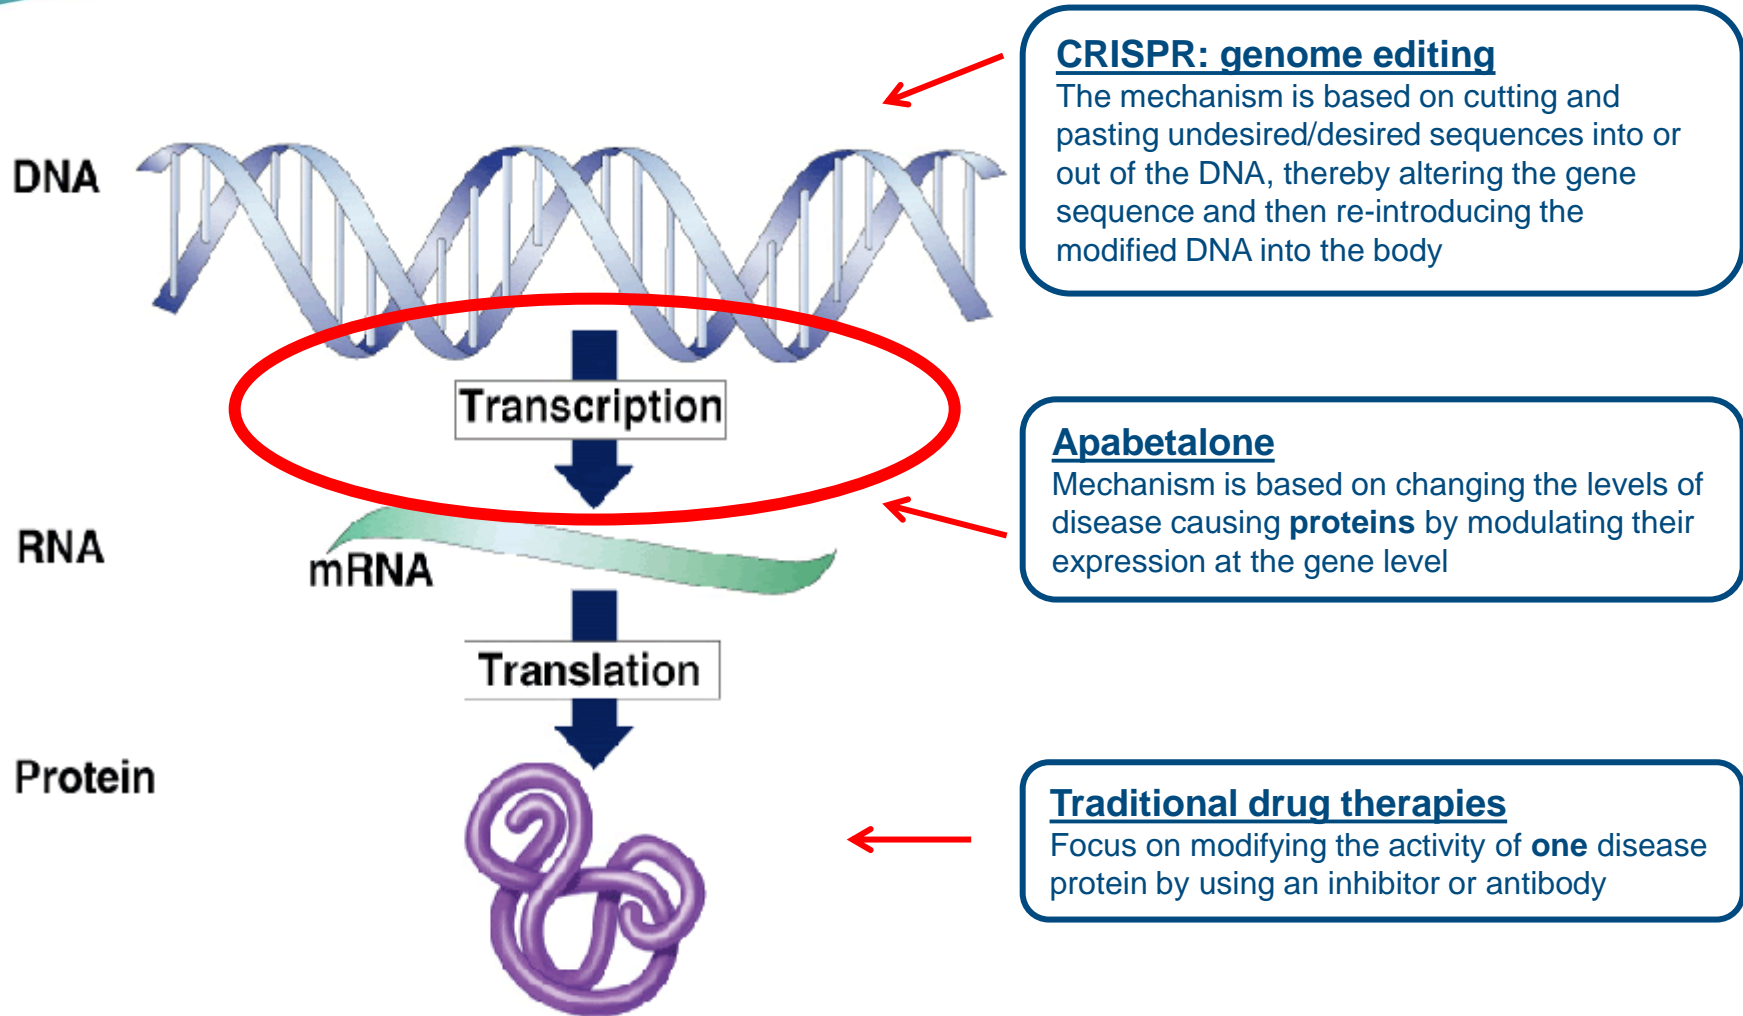 CRISPR: genome editing
The mechanism is based on cutting and
pasting undesired/desired sequences into or
out of the DNA, thereby altering the gene
sequence and then re-introducing the
modified DNA into the body
DNA
Transcription
Apabetalone
Mechanism is based on changing the levels of
disease causing proteins by modulating their
expression at the gene level
RNA
mRNA
Translation
Protein
Traditional drug therapies
Focus on modifying the activity of one disease
protein by using an inhibitor or antibody